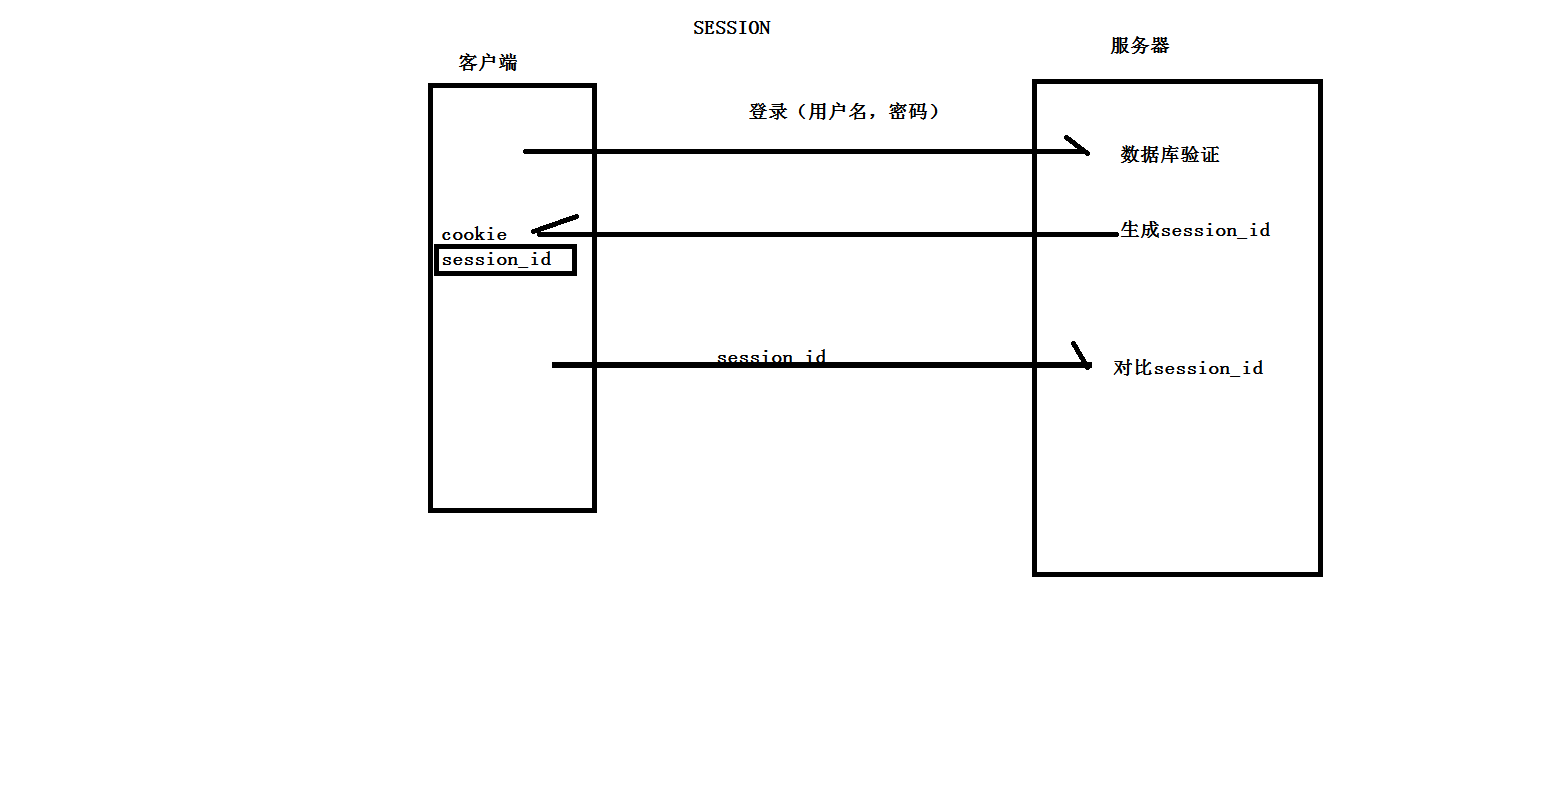 SESSION
客户端
服务器
登录（用户名，密码）
数据库验证
cookie
生成session_id
session_id
session_id
对比session_id